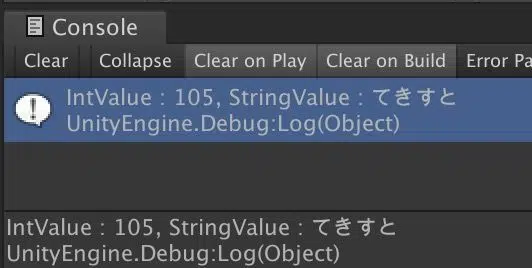 Console
Clear Collapse Clear on Play Clear on Build Error Pa
IntValue : 105, StringValue : てきすと
UnityEngine.Debug:Log(Object)
IntValue : 105, StringValue : てきすと
UnityEngine.Debug:Log(Object)